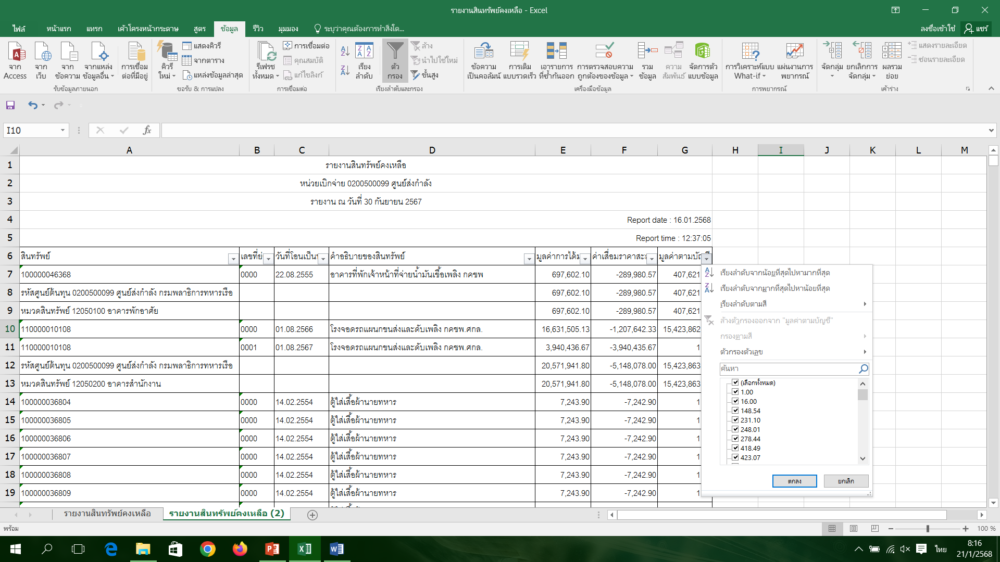 รายงานสินทรัพย์คงเหลือ - Excel
ไฟล์ หน้าแรก แทรก เค้าโครงหน้ากระดาษ สูตร ข้อมูล รีวิว มุมมอง ระบุว่าคุณต้องการทำสิ่งใด... ลงชื่อเข้าใช้ แชร์
จาก Access
จาก เว็บ
จาก ข้อความ
จากแหล่ง ข้อมูลอื่น
การเชื่อม ต่อที่มีอยู่
รับข้อมูลภายนอก
คิวรี ใหม่
แสดงคิวรี
จากตาราง
แหล่งข้อมูลล่าสุด
ขอรับ & การแปลง
รีเฟรช ทั้งหมด
การเชื่อมต่อ
คุณสมบัติ
แก้ไขลิงก์
การเชื่อมต่อ
เรียง ลำดับ
ตัว กรอง
ล้าง
นำไปใช้ใหม่
ขั้นสูง
เรียงลำดับและกรอง
ข้อความ เป็นคอลัมน์
การเติม แบบรวดเร็ว
เอารายการ ที่ซ้ำกันออก
การตรวจสอบความ ถูกต้องของข้อมูล
รวม ข้อมูล
ความ สัมพันธ์
จัดการตัว แบบข้อมูล
เครื่องมือข้อมูล
การวิเคราะห์แบบ What-if
แผ่นงานการ พยากรณ์
การพยากรณ์
จัดกลุ่ม
ยกเลิกการ จัดกลุ่ม
ผลรวม ย่อย
แสดงรายละเอียด
ซ่อนรายละเอียด
เค้าร่าง
I10 fx
A B C D E F G H I J K L M
1 รายงานสินทรัพย์คงเหลือ
2 หน่วยเบิกจ่าย 0200500099 ศูนย์ส่งกำลัง
3 รายงาน ณ วันที่ 30 กันยายน 2567
4 Report date : 16.01.2568
5 Report time : 12:37:05
6 สินทรัพย์ เลขที่ย่ วันที่โอนเป็น คำอธิบายของสินทรัพย์ มูลค่าการได้ม ค่าเสื่อมราคาสะ มูลค่าตามบัญชี
7 100000046368 0000 22.08.2555 อาคารที่พักเจ้าหน้าที่จ่ายน้ำมันเชื้อเพลิง กคชพ 697,602.10 -289,980.57 407,621
8 รหัสศูนย์ต้นทุน 0200500099 ศูนย์ส่งกำลัง กรมพลาธิการทหารเรือ 697,602.10 -289,980.57 407,621
9 หมวดสินทรัพย์ 12050100 อาคารพักอาศัย 697,602.10 -289,980.57 407,621
10 110000010108 0000 01.08.2566 โรงจอดรถแผนกขนส่งและดับเพลิง กคชพ.ศกล. 16,631,505.13 -1,207,642.33 15,423,862
11 110000010108 0001 01.08.2567 โรงจอดรถแผนกขนส่งและดับเพลิง กคชพ.ศกล. 3,940,436.67 -3,940,435.67 1
12 รหัสศูนย์ต้นทุน 0200500099 ศูนย์ส่งกำลัง กรมพลาธิการทหารเรือ 20,571,941.80 -5,148,078.00 15,423,863
13 หมวดสินทรัพย์ 12050200 อาคารสำนักงาน 20,571,941.80 -5,148,078.00 15,423,863
14 100000036804 0000 14.02.2554 ตู้ใส่เสื้อผ้านายทหาร 7,243.90 -7,242.90 1
15 100000036805 0000 14.02.2554 ตู้ใส่เสื้อผ้านายทหาร 7,243.90 -7,242.90 1
16 100000036806 0000 14.02.2554 ตู้ใส่เสื้อผ้านายทหาร 7,243.90 -7,242.90 1
17 100000036807 0000 14.02.2554 ตู้ใส่เสื้อผ้านายทหาร 7,243.90 -7,242.90 1
18 100000036808 0000 14.02.2554 ตู้ใส่เสื้อผ้านายทหาร 7,243.90 -7,242.90 1
19 100000036809 0000 14.02.2554 ตู้ใส่เสื้อผ้านายทหาร 7,243.90 -7,242.90 1
เรียงลำดับจากน้อยที่สุดไปหามากที่สุด
เรียงลำดับจากมากที่สุดไปหาน้อยที่สุด
เรียงลำดับตามสี
ล้างตัวกรองออกจาก "มูลค่าตามบัญชี"
กรองตามสี
ตัวกรองตัวเลข
ค้นหา
(เลือกทั้งหมด)
1.00
16.00
148.54
231.10
248.01
278.44
418.49
423.07
ตกลง ยกเลิก
รายงานสินทรัพย์คงเหลือ รายงานสินทรัพย์คงเหลือ (2)
พร้อม 100 %
ไทย 8:16
21/1/2568